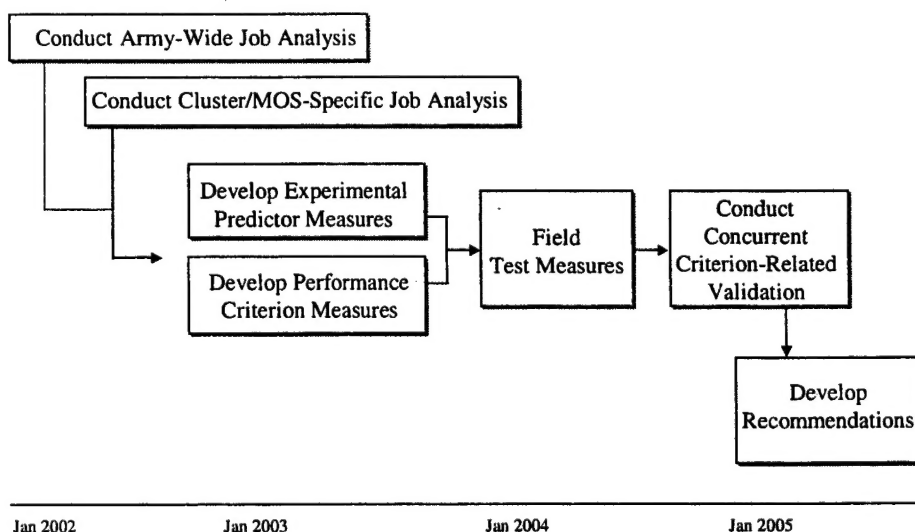 Conduct Army-Wide Job Analysis
Conduct Cluster/MOS-Specific Job Analysis
Develop Experimental
Predictor Measures
Develop Performance
Criterion Measures
Field
Test Measures
Conduct
Concurrent
Criterion-Related
Validation
Develop
Recommendations
Jan 2002 Jan 2003 Jan 2004 Jan 2005